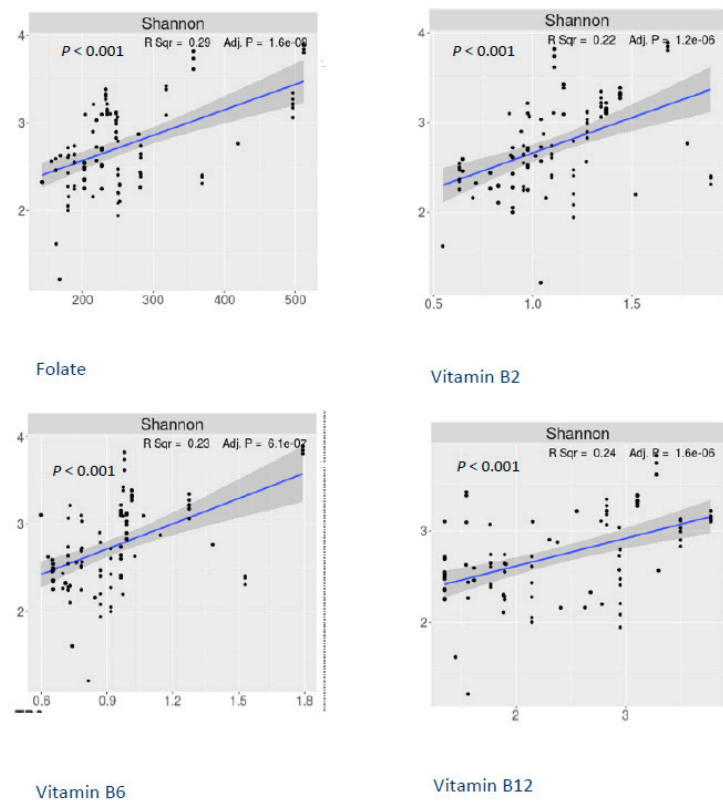 Shannon
P < 0.001
R Sqr = 0.29 Adj. P = 1.6e-08
4
3
2
200 300 400 500
Folate
Shannon
P < 0.001
R Sqr = 0.22 Adj. P = 1.2e-06
4
3
2
0.5 1.0 1.5
Vitamin B2
Shannon
R Sqr = 0.23 Adj. P = 6.1e-07
P < 0.001
4
3
2
0.6 0.9 1.2 1.5 1.8
Vitamin B6
Shannon
R Sqr = 0.24 Adj. P = 1.6e-06
P < 0.001
4
3
2
2 3
Vitamin B12